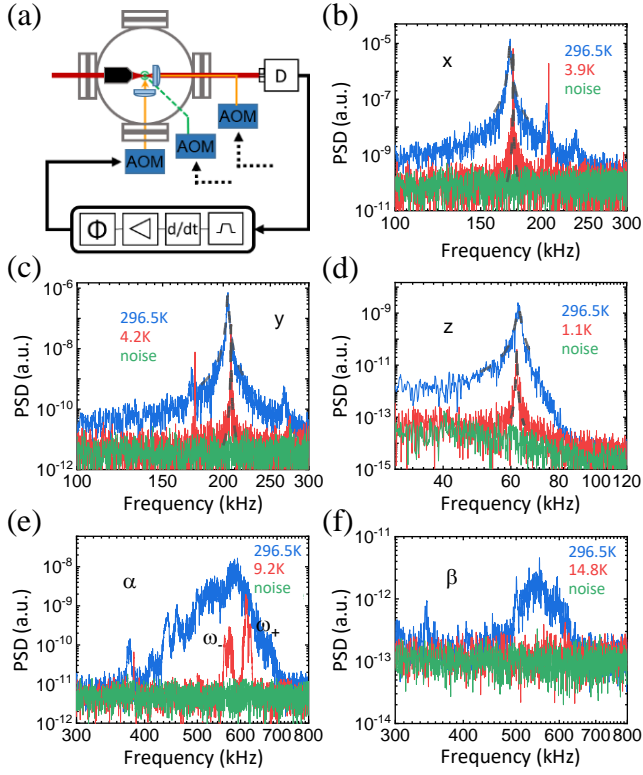 (a)
D
AOM
AOM
AOM
Φ
d/dt
(b)
10⁻⁵
10⁻⁷
10⁻⁹
10⁻¹¹
PSD (a.u.)
x
296.5K
3.9K
noise
100
150
200
250
300
Frequency (kHz)
(c)
10⁻⁶
10⁻⁸
10⁻¹⁰
10⁻¹²
PSD (a.u.)
296.5K
4.2K
noise
y
100
150
200
250
300
Frequency (kHz)
(d)
10⁻⁹
10⁻¹¹
10⁻¹³
10⁻¹⁵
PSD (a.u.)
z
296.5K
1.1K
noise
40
60
80
100
120
Frequency (kHz)
(e)
10⁻⁷
10⁻⁸
10⁻⁹
10⁻¹⁰
10⁻¹¹
10⁻¹²
PSD (a.u.)
α
296.5K
9.2K
noise
ω₋
ω₊
300
400
500
600
700
800
Frequency (kHz)
(f)
10⁻¹¹
10⁻¹²
10⁻¹³
10⁻¹⁴
PSD (a.u.)
β
296.5K
14.8K
noise
300
400
500
600
700
800
Frequency (kHz)